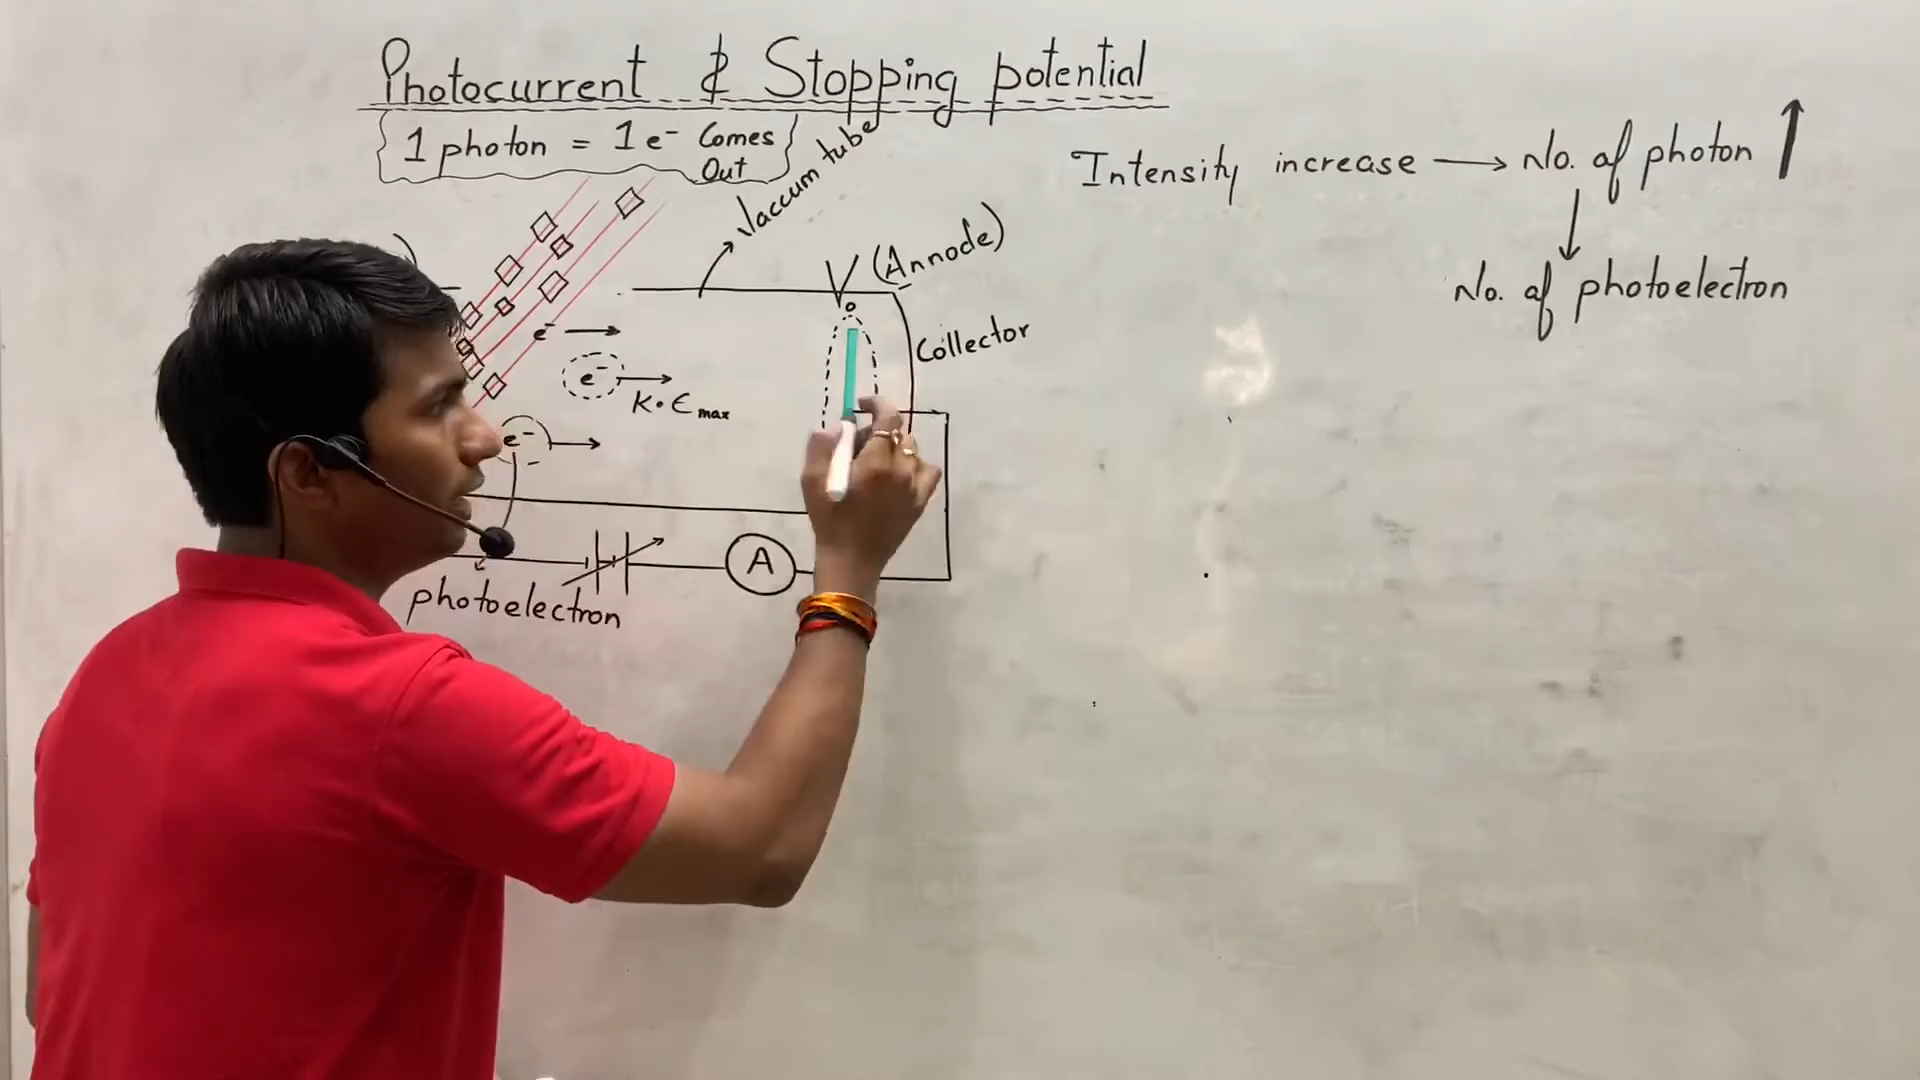 Photocurrent & Stopping potential
1 photon = 1 e- Comes Out
Vaccum tube
Intensity increase → No. of photon ↑
↓
No. of photoelectron
V (Annode)
Collector
e- →
e- →
K.E max
e- →
A
photoelectron